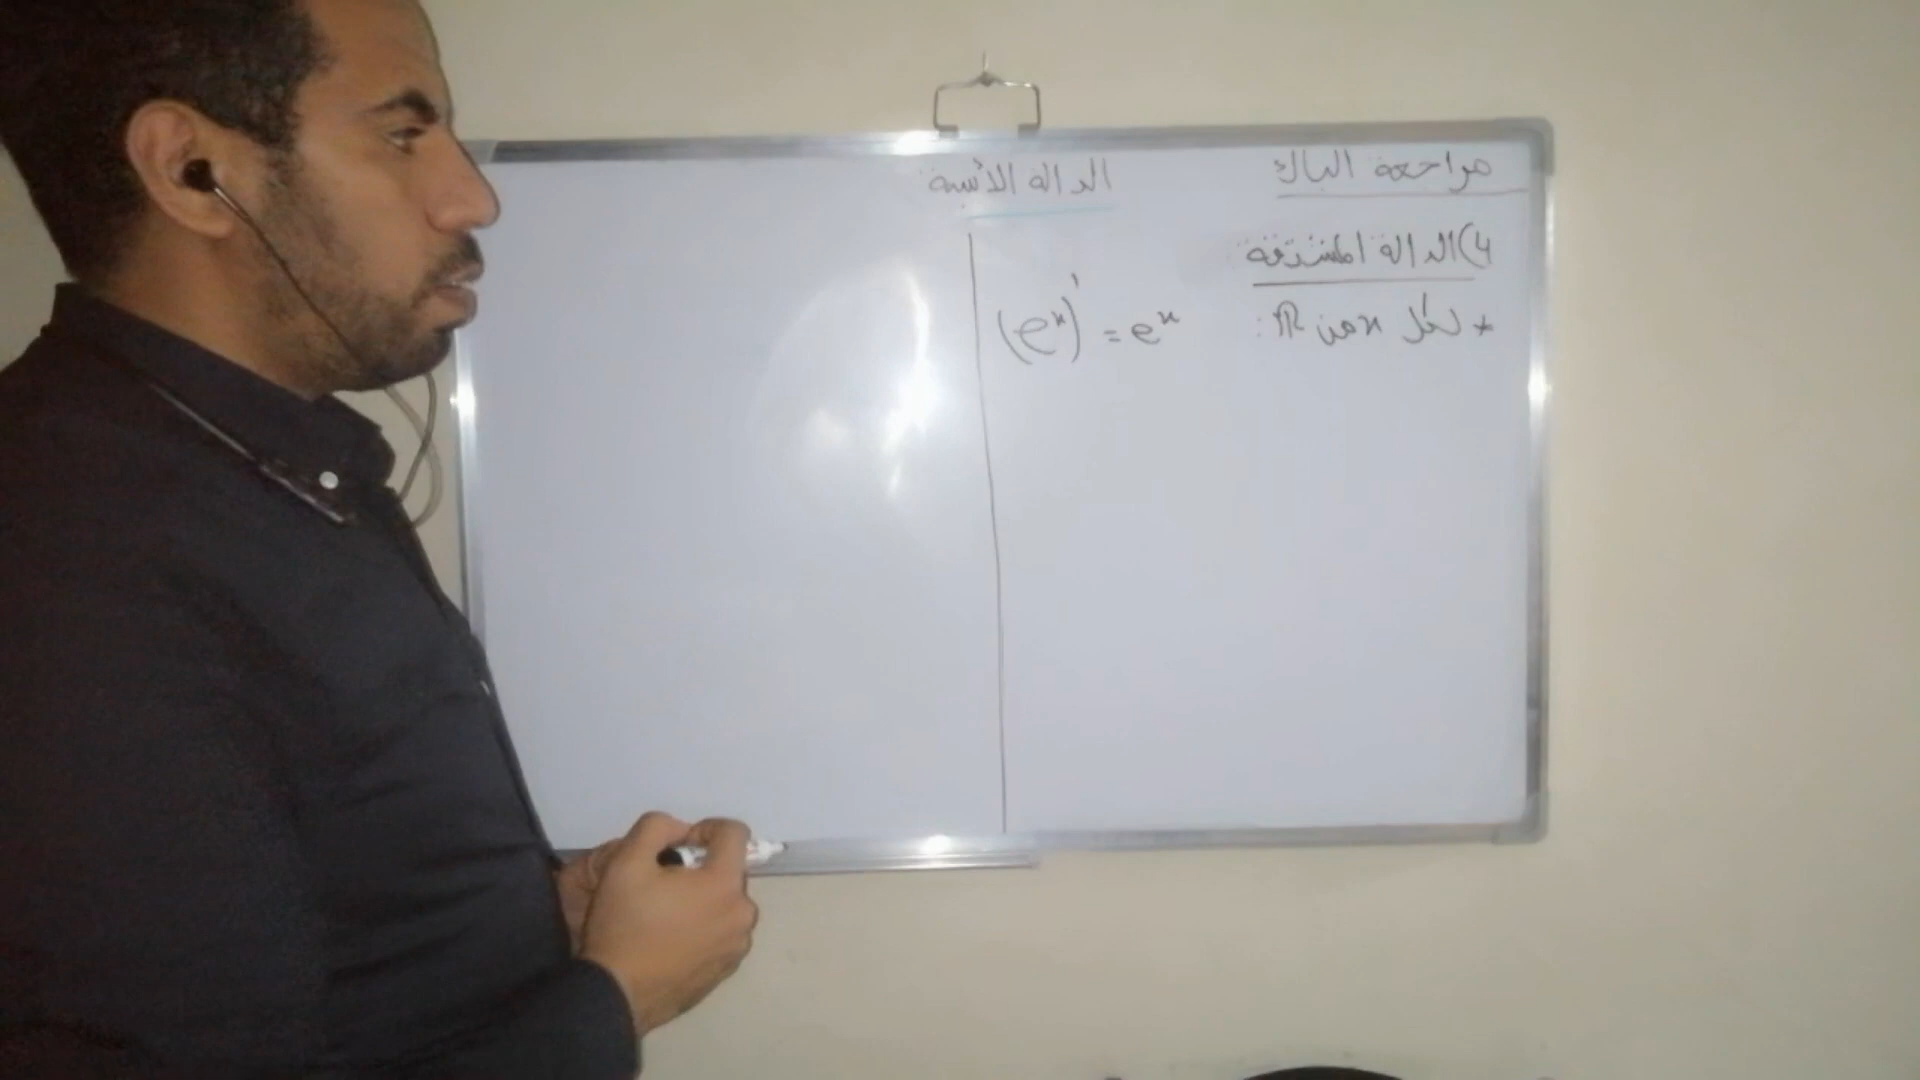 مراجعة الباك
الدالة الأسية
4) الدالة المشتقة
* لكل x من ℝ : (eˣ)' = eˣ